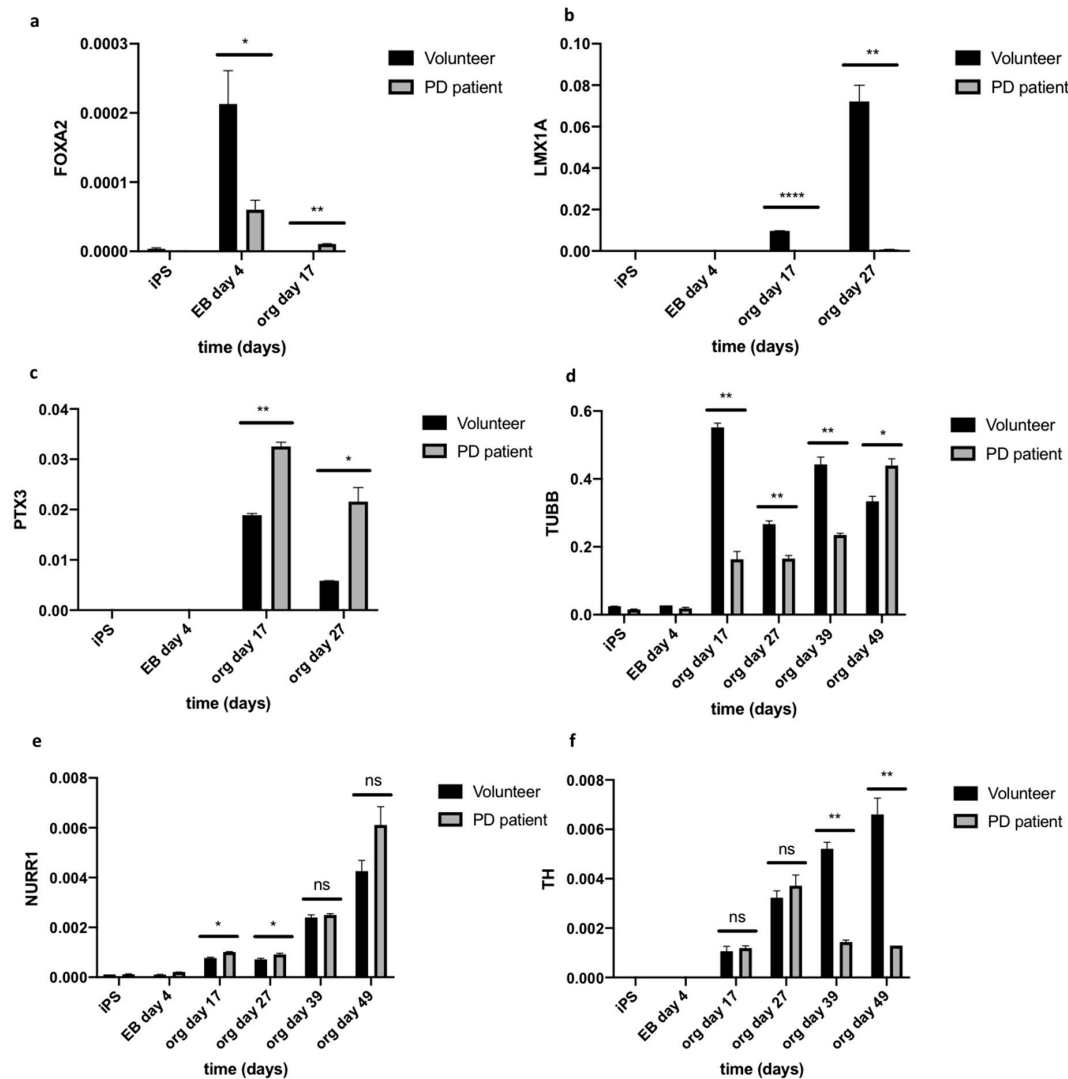 a
FOXA2
0.0003
0.0002
0.0001
0.0000
*
**
Volunteer
PD patient
iPS
EB day 4
org day 17
time (days)
b
LMX1A
0.10
0.08
0.06
0.04
0.02
0.00
****
**
Volunteer
PD patient
iPS
EB day 4
org day 17
org day 27
time (days)
c
PTX3
0.04
0.03
0.02
0.01
0.00
**
*
Volunteer
PD patient
iPS
EB day 4
org day 17
org day 27
time (days)
d
TUBB
0.6
0.4
0.2
0.0
**
**
**
*
Volunteer
PD patient
iPS
EB day 4
org day 17
org day 27
org day 39
org day 49
time (days)
e
NURR1
0.008
0.006
0.004
0.002
0.000
*
*
ns
ns
Volunteer
PD patient
iPS
EB day 4
org day 17
org day 27
org day 39
org day 49
time (days)
f
TH
0.008
0.006
0.004
0.002
0.000
ns
ns
**
**
Volunteer
PD patient
iPS
EB day 4
org day 17
org day 27
org day 39
org day 49
time (days)